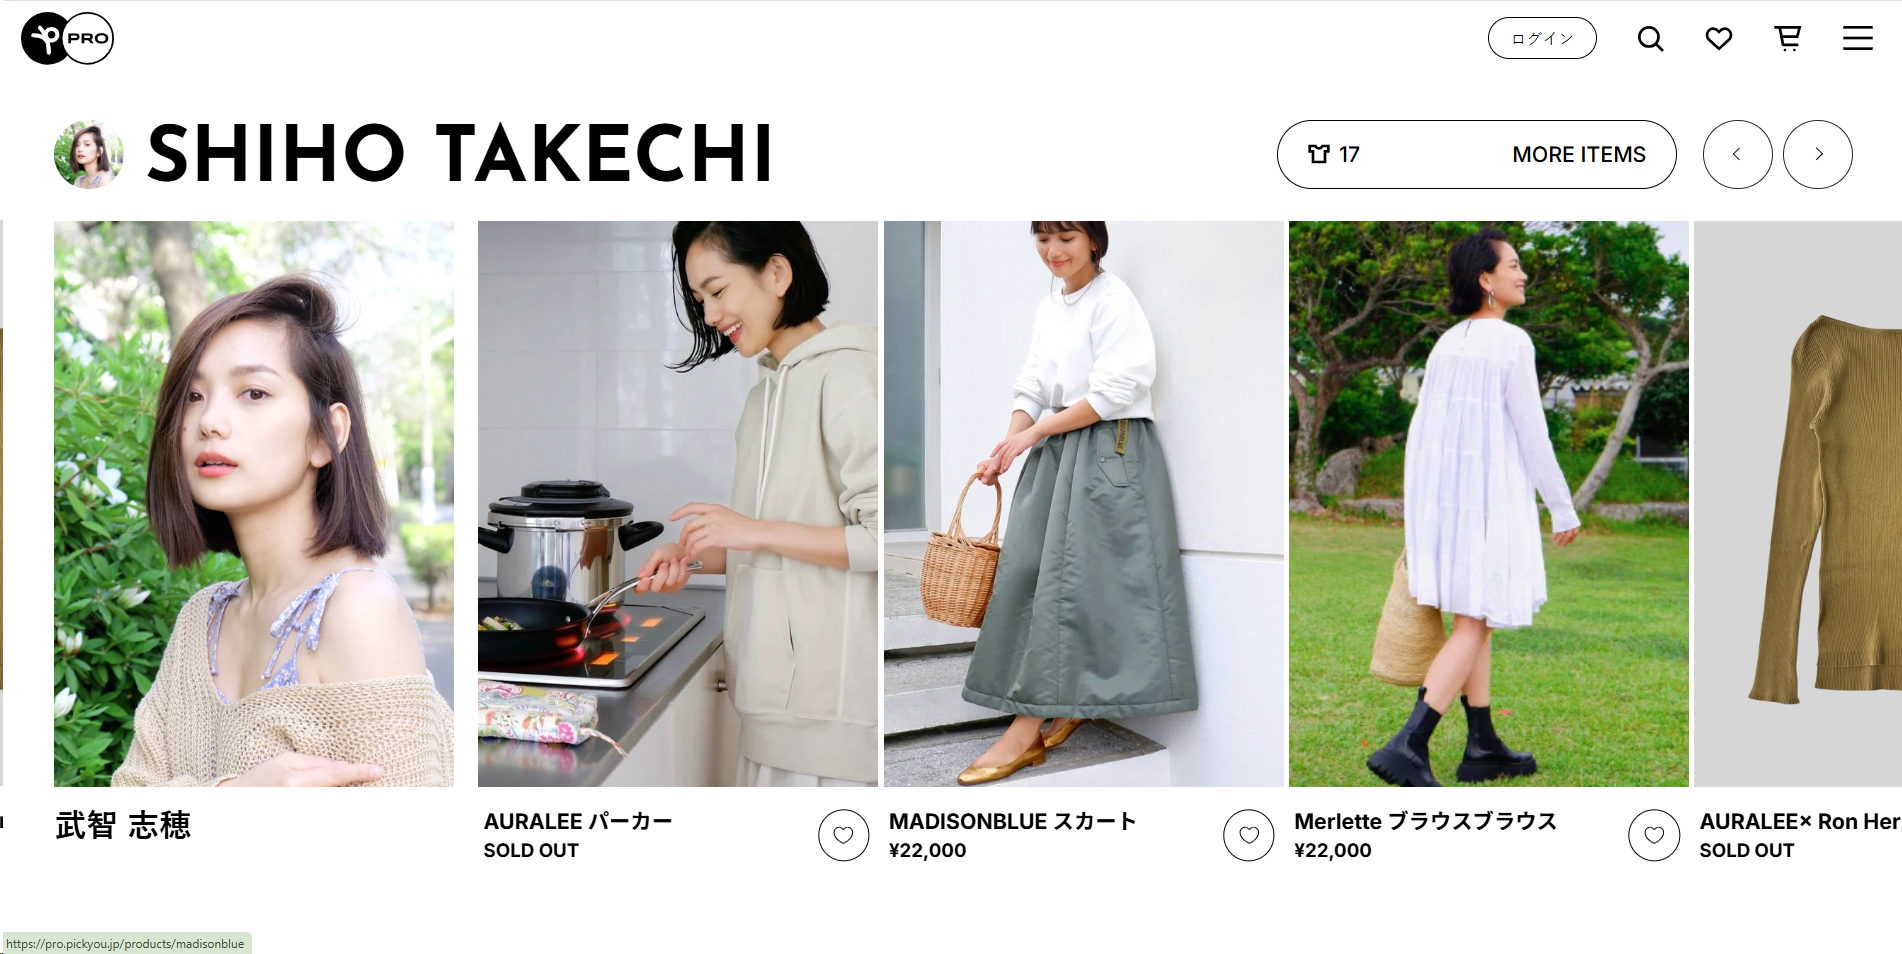 PRO
ログイン
SHIHO TAKECHI
17
MORE ITEMS
武智 志穂
AURALEE パーカー
SOLD OUT
MADISONBLUE スカート
¥22,000
Merlette ブラウスブラウス
¥22,000
AURALEE× Ron Her
SOLD OUT
https://pro.pickyou.jp/products/madisonblue